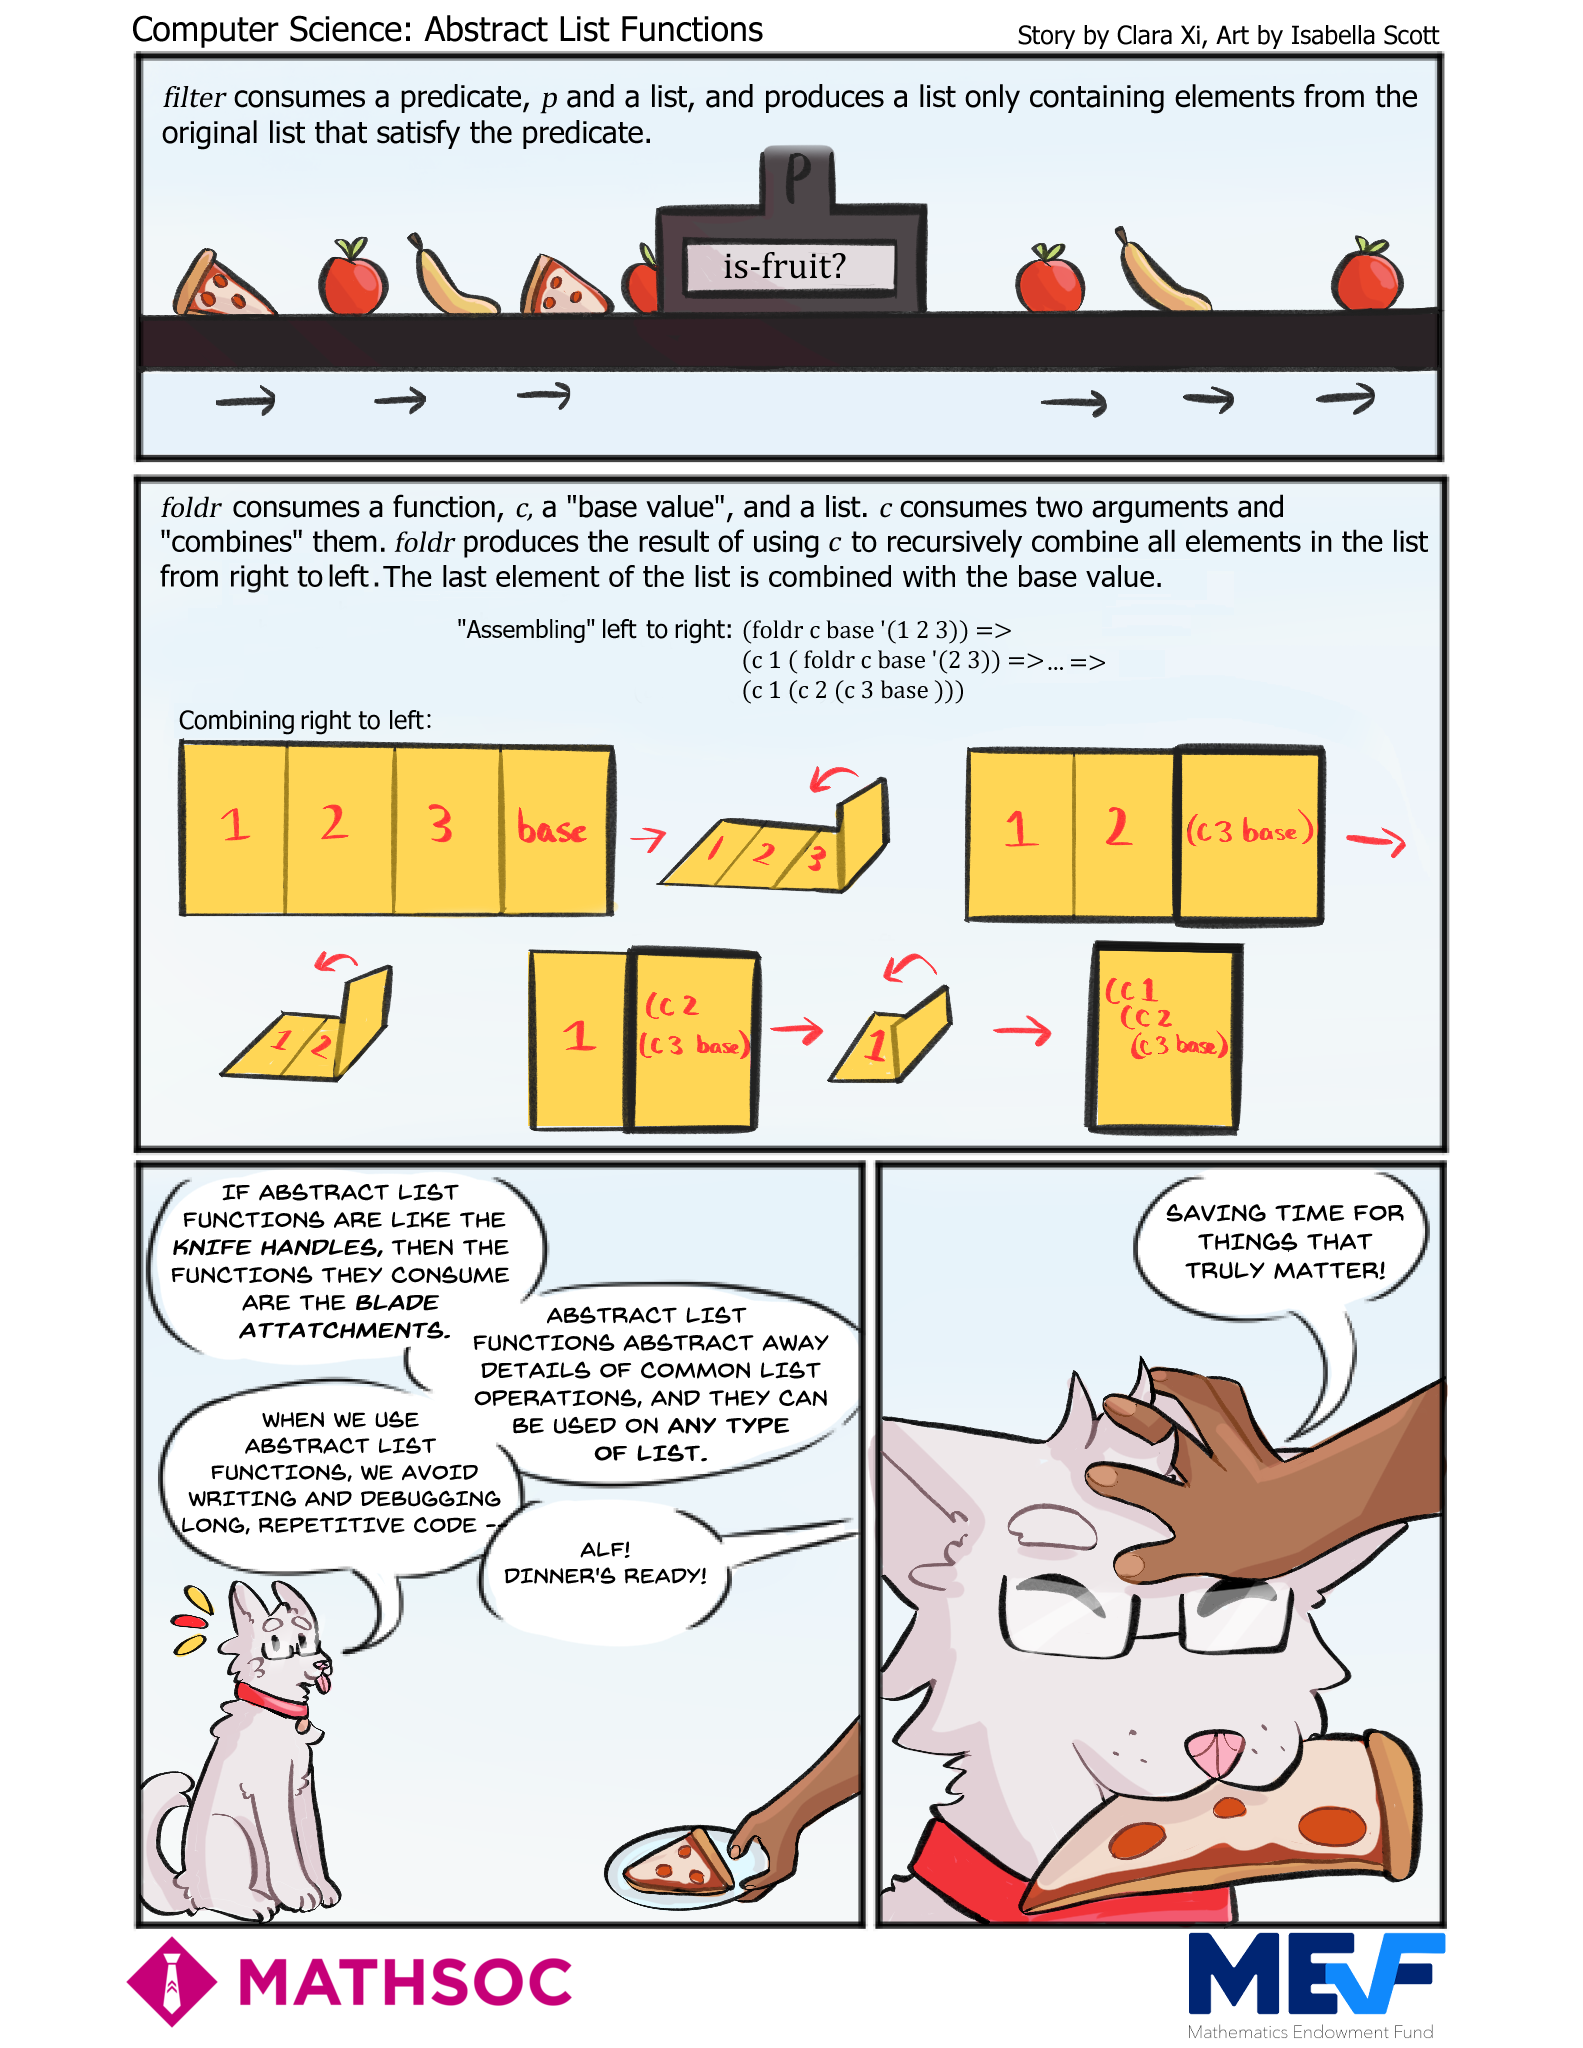 Computer Science: Abstract List Functions
Story by Clara Xi, Art by Isabella Scott
filter consumes a predicate, p and a list, and produces a list only containing elements from the
original list that satisfy the predicate.
P
is-fruit?
foldr consumes a function, c, a "base value", and a list. c consumes two arguments and
"combines" them. foldr produces the result of using c to recursively combine all elements in the list
from right to left. The last element of the list is combined with the base value.
"Assembling" left to right: (foldr c base '(1 2 3)) =>
(c 1 ( foldr c base '(2 3)) =>... =>
(c 1 (c 2 (c 3 base )))
Combining right to left:
1 2 3 base
1 2 3
1 2 (c 3 base)
1 2
1 (c 2
(c 3 base)
1
(c 1
(c 2
(c 3 base)
IF ABSTRACT LIST
FUNCTIONS ARE LIKE THE
KNIFE HANDLES, THEN THE
FUNCTIONS THEY CONSUME
ARE THE BLADE
ATTATCHMENTS.
ABSTRACT LIST
FUNCTIONS ABSTRACT AWAY
DETAILS OF COMMON LIST
OPERATIONS, AND THEY CAN
BE USED ON ANY TYPE
OF LIST.
WHEN WE USE
ABSTRACT LIST
FUNCTIONS, WE AVOID
WRITING AND DEBUGGING
LONG, REPETITIVE CODE --
ALF!
DINNER'S READY!
SAVING TIME FOR
THINGS THAT
TRULY MATTER!
MATHSOC
MEF
Mathematics Endowment Fund